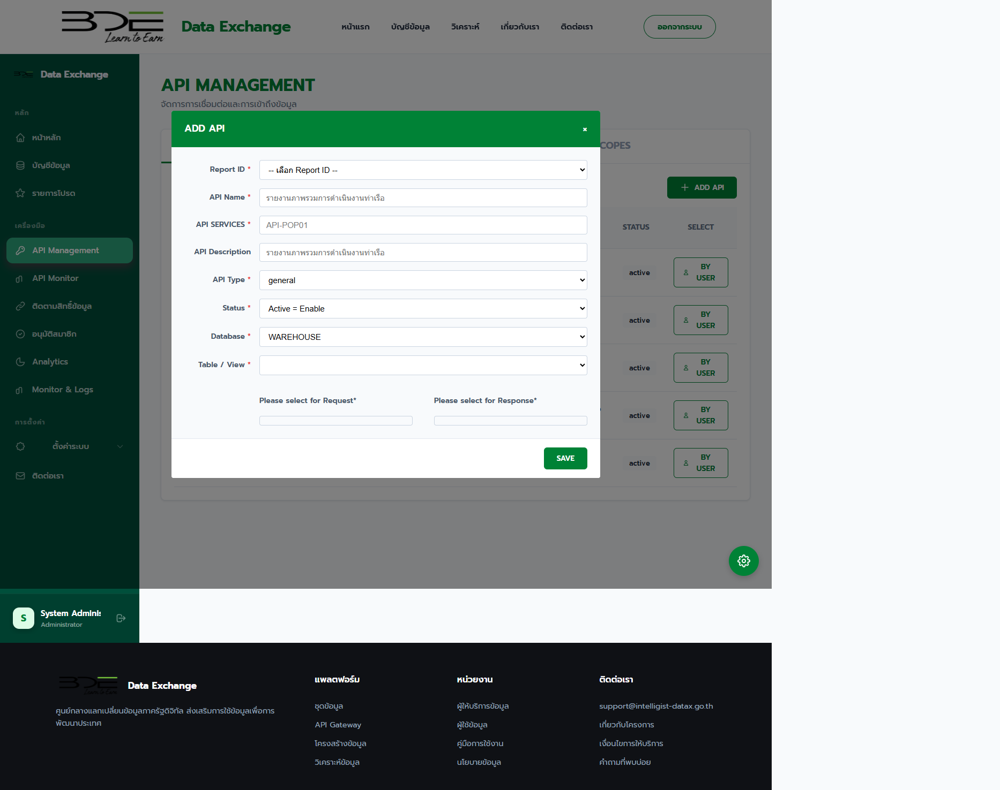 BDE
Learn to Earn
Data Exchange
หน้าแรก
บัญชีข้อมูล
วิเคราะห์
เกี่ยวกับเรา
ติดต่อเรา
ออกจากระบบ
BDE
Data Exchange
หลัก
หน้าหลัก
บัญชีข้อมูล
รายการโปรด
เครื่องมือ
API Management
API Monitor
ติดตามสิทธิ์ข้อมูล
อนุมัติสมาชิก
Analytics
Monitor & Logs
การตั้งค่า
ตั้งค่าระบบ
ติดต่อเรา
S
System Adminis
Administrator
API MANAGEMENT
จัดการการเชื่อมต่อและการเข้าถึงข้อมูล
COPES
ADD API
STATUS
SELECT
active
BY USER
active
BY USER
active
BY USER
active
BY USER
active
BY USER
ADD API
×
Report ID *
-- เลือก Report ID --
API Name *
รายงานภาพรวมการดำเนินงานท่าเรือ
API SERVICES *
API-POP01
API Description
รายงานภาพรวมการดำเนินงานท่าเรือ
API Type *
general
Status *
Active = Enable
Database *
WAREHOUSE
Table / View *
Please select for Request*
Please select for Response*
SAVE
BDE
Learn to Earn
Data Exchange
ศูนย์กลางแลกเปลี่ยนข้อมูลภาครัฐดิจิทัล ส่งเสริมการใช้ข้อมูลเพื่อการ
พัฒนาประเทศ
แพลตฟอร์ม
ชุดข้อมูล
API Gateway
โครงสร้างข้อมูล
วิเคราะห์ข้อมูล
หน่วยงาน
ผู้ให้บริการข้อมูล
ผู้ใช้ข้อมูล
คู่มือการใช้งาน
นโยบายข้อมูล
ติดต่อเรา
support@intelligist-datax.go.th
เกี่ยวกับโครงการ
เงื่อนไขการให้บริการ
คำถามที่พบบ่อย